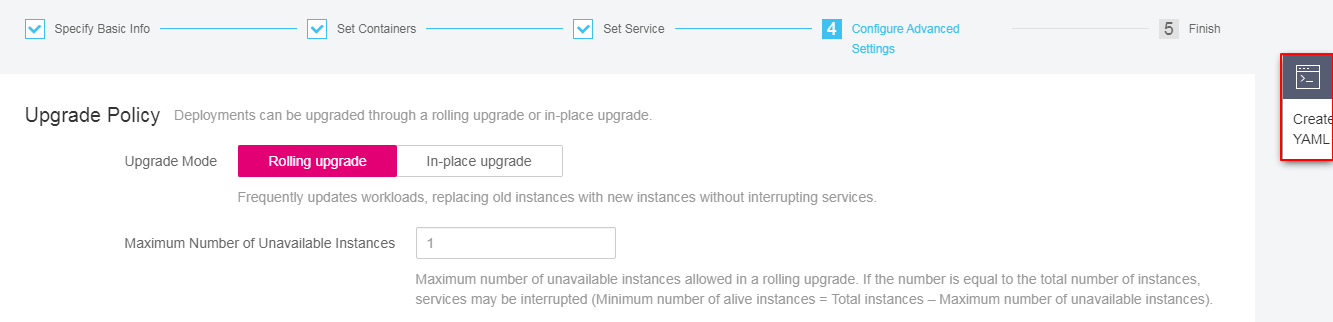 Specify Basic Info
Set Containers
Set Service
4 Configure Advanced
Settings
5 Finish
Create
YAML
Upgrade Policy Deployments can be upgraded through a rolling upgrade or in-place upgrade.
Upgrade Mode Rolling upgrade In-place upgrade
Frequently updates workloads, replacing old instances with new instances without interrupting services.
Maximum Number of Unavailable Instances 1
Maximum number of unavailable instances allowed in a rolling upgrade. If the number is equal to the total number of instances,
services may be interrupted (Minimum number of alive instances = Total instances – Maximum number of unavailable instances).